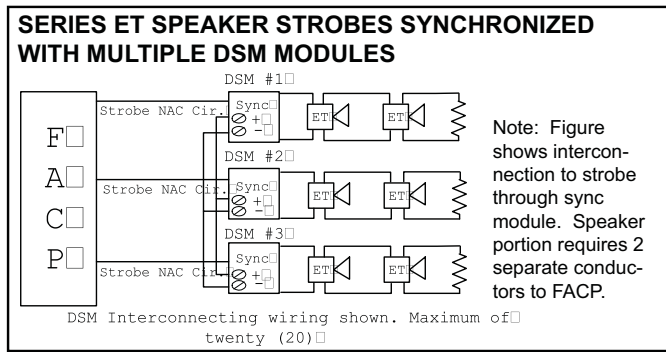 SERIES ET SPEAKER STROBES SYNCHRONIZED
WITH MULTIPLE DSM MODULES
DSM #1
Strobe NAC Cir.
Sync
+
-
ET
ET
F
A
C
P
DSM #2
Strobe NAC Cir.
Sync
+
-
ET
ET
DSM #3
Strobe NAC Cir.
Sync
+
-
ET
ET
Note: Figure
shows intercon-
nection to strobe
through sync
module. Speaker
portion requires 2
separate conduc-
tors to FACP.
DSM Interconnecting wiring shown. Maximum of
twenty (20)